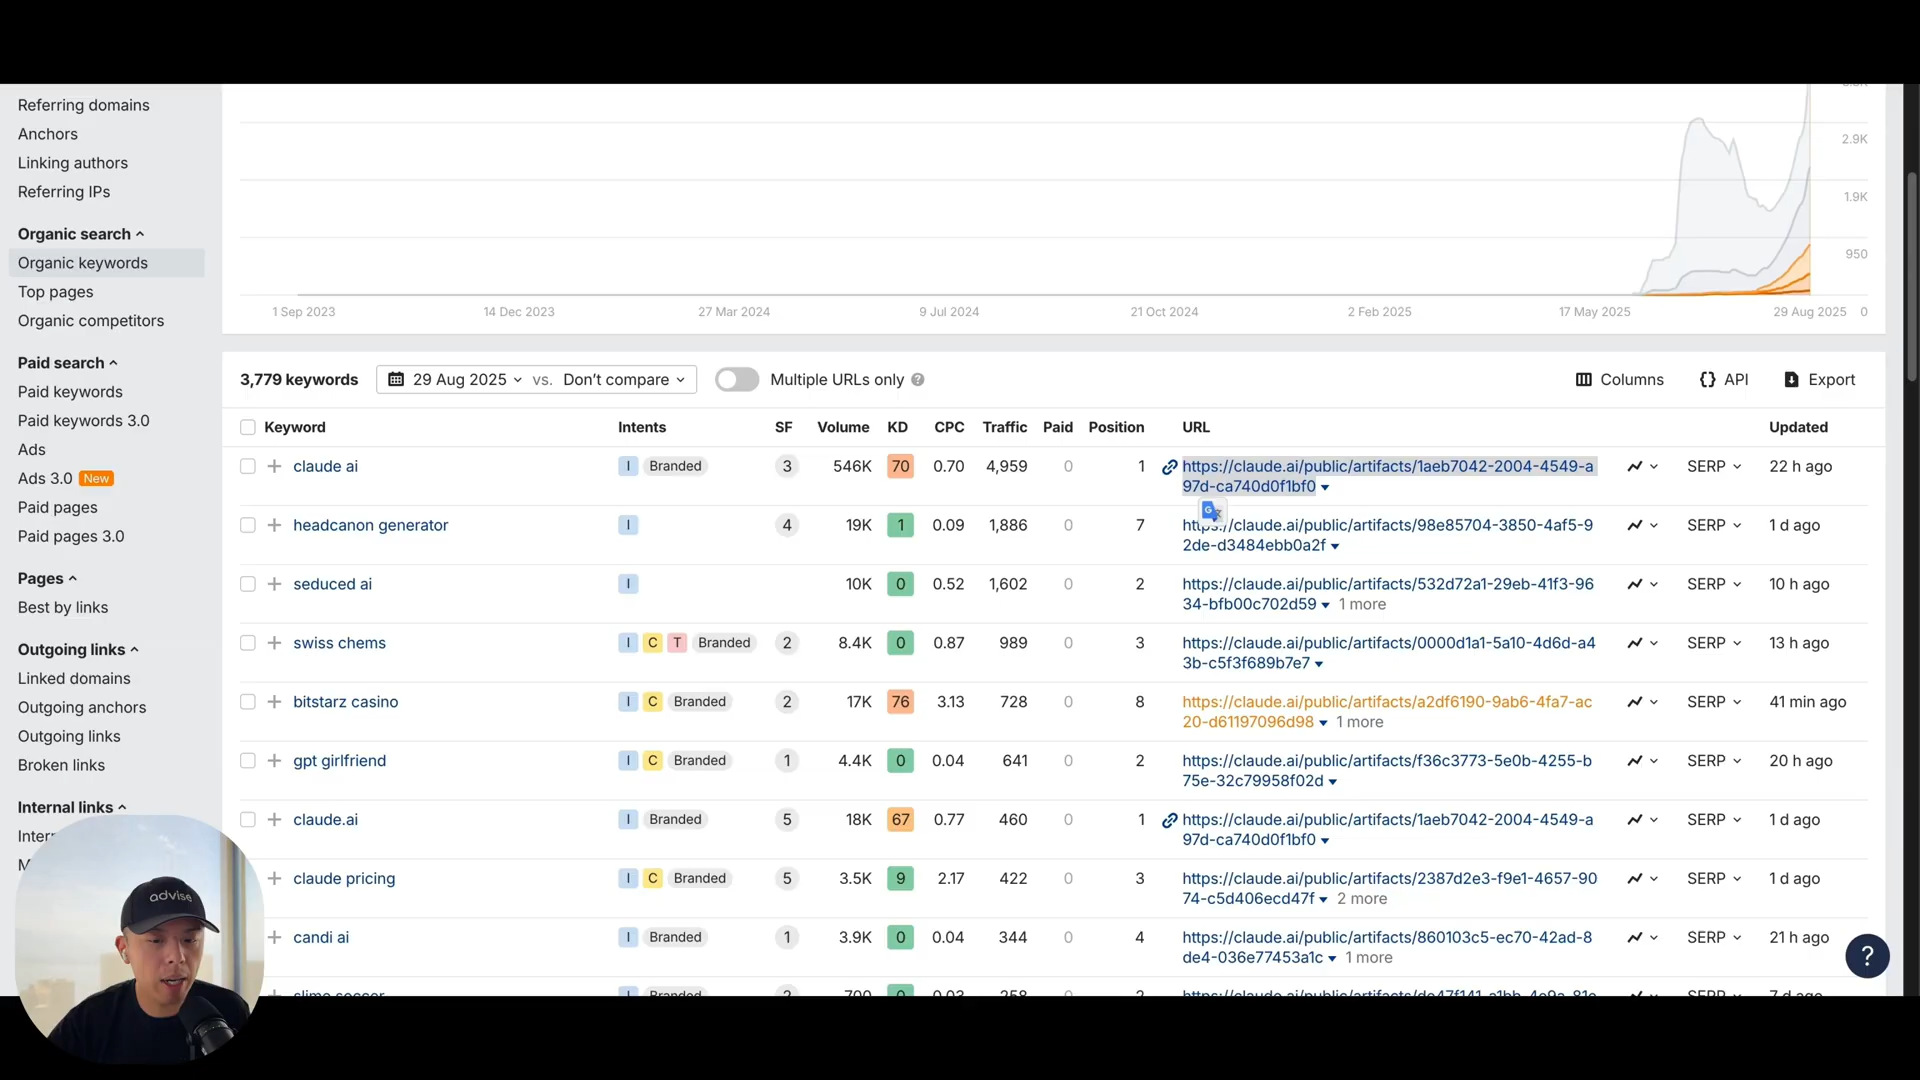 Referring domains
Anchors
Linking authors
Referring IPs
Organic search
Organic keywords
Top pages
Organic competitors
Paid search
Paid keywords
Paid keywords 3.0
Ads
Ads 3.0 New
Paid pages
Paid pages 3.0
Pages
Best by links
Outgoing links
Linked domains
Outgoing anchors
Outgoing links
Broken links
Internal links
advise
2.9K
1.9K
950
1 Sep 2023 14 Dec 2023 27 Mar 2024 9 Jul 2024 21 Oct 2024 2 Feb 2025 17 May 2025 29 Aug 2025 0
3,779 keywords 29 Aug 2025 vs. Don't compare Multiple URLs only ? Columns API Export
Keyword Intents SF Volume KD CPC Traffic Paid Position URL Updated
claude ai I Branded 3 546K 70 0.70 4,959 0 1 https://claude.ai/public/artifacts/1aeb7042-2004-4549-a SERP 22 h ago
97d-ca740d0f1bf0
headcanon generator I 4 19K 1 0.09 1,886 0 7 https://claude.ai/public/artifacts/98e85704-3850-4af5-9 SERP 1 d ago
2de-d3484ebb0a2f
seduced ai I 10K 0 0.52 1,602 0 2 https://claude.ai/public/artifacts/532d72a1-29eb-41f3-96 SERP 10 h ago
34-bfb00c702d59 1 more
swiss chems I C T Branded 2 8.4K 0 0.87 989 0 3 https://claude.ai/public/artifacts/0000d1a1-5a10-4d6d-a4 SERP 13 h ago
3b-c5f3f689b7e7
bitstarz casino I C Branded 2 17K 76 3.13 728 0 8 https://claude.ai/public/artifacts/a2df6190-9ab6-4fa7-ac SERP 41 min ago
20-d61197096d98 1 more
gpt girlfriend I C Branded 1 4.4K 0 0.04 641 0 2 https://claude.ai/public/artifacts/f36c3773-5e0b-4255-b SERP 20 h ago
75e-32c79958f02d
claude.ai I Branded 5 18K 67 0.77 460 0 1 https://claude.ai/public/artifacts/1aeb7042-2004-4549-a SERP 1 d ago
97d-ca740d0f1bf0
claude pricing I C Branded 5 3.5K 9 2.17 422 0 3 https://claude.ai/public/artifacts/2387d2e3-f9e1-4657-90 SERP 1 d ago
74-c5d406ecd47f 2 more
candi ai I Branded 1 3.9K 0 0.04 344 0 4 https://claude.ai/public/artifacts/860103c5-ec70-42ad-8 SERP 21 h ago
de4-036e77453a1c 1 more
?